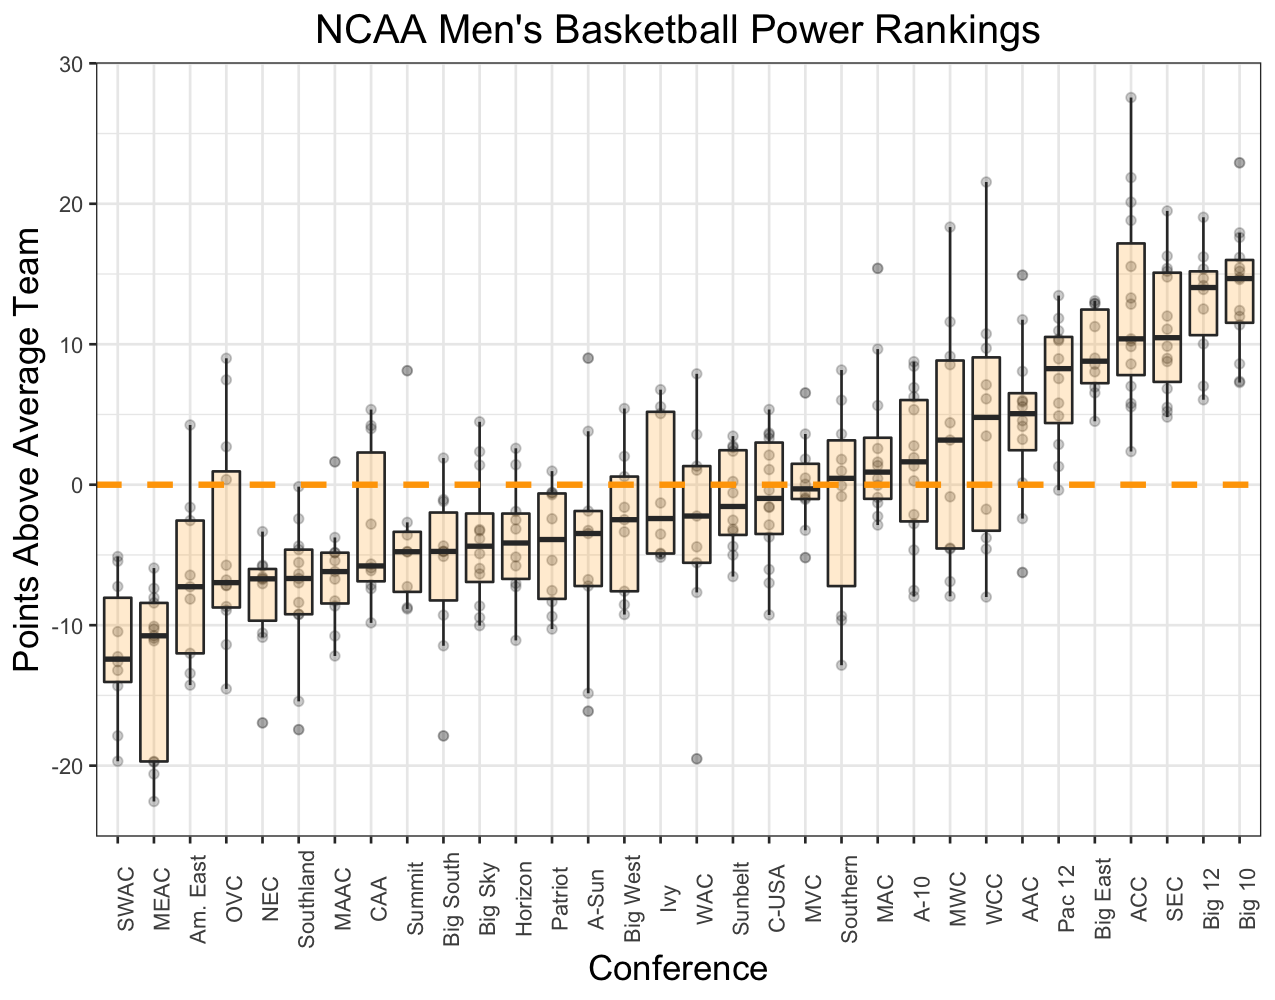 NCAA Men's Basketball Power Rankings
Points Above Average Team
30
20
10
0
-10
-20
SWAC
MEAC
Am. East
OVC
NEC
Southland
MAAC
CAA
Summit
Big South
Big Sky
Horizon
Patriot
A-Sun
Big West
Ivy
WAC
Sunbelt
C-USA
MVC
Southern
MAC
A-10
MWC
WCC
AAC
Pac 12
Big East
ACC
SEC
Big 12
Big 10
Conference